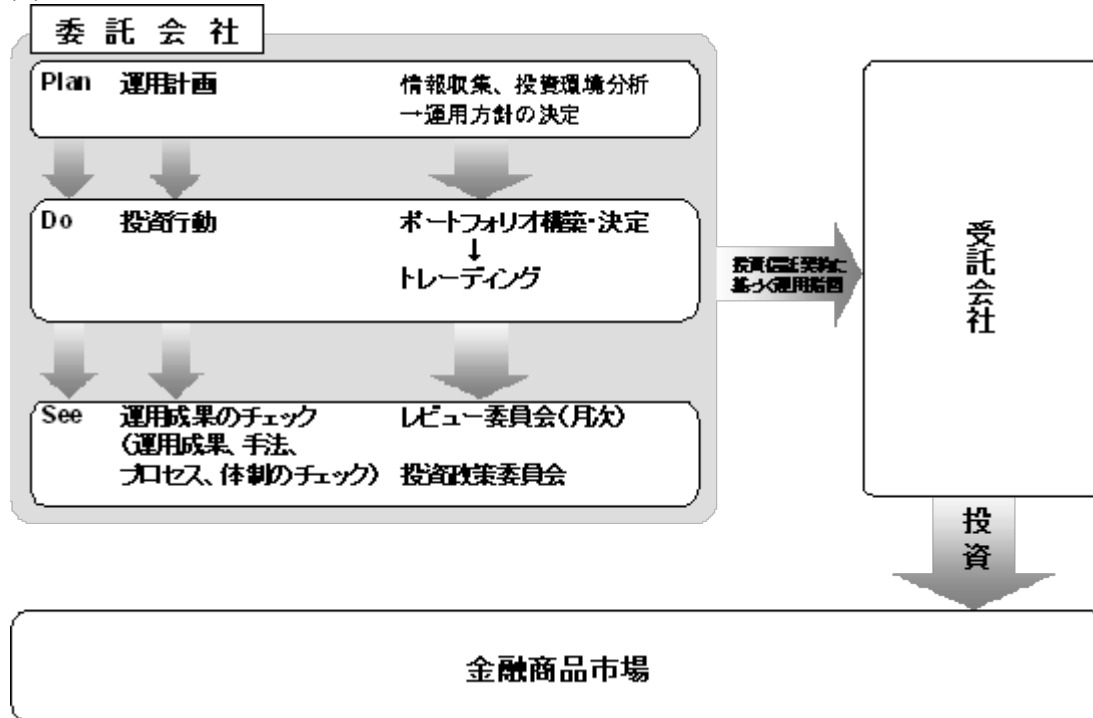 委託会社
Plan 運用計画 情報収集、投資環境分析
→運用方針の決定
Do 投資行動 ポートフォリオ構築・決定
↓
トレーディング
See 運用成果のチェック レビュー委員会(月次)
(運用成果、手法、
プロセス、体制のチェック) 投資政策委員会
投資信託契約に
基づく運用指図
受託会社
投資
金融商品市場